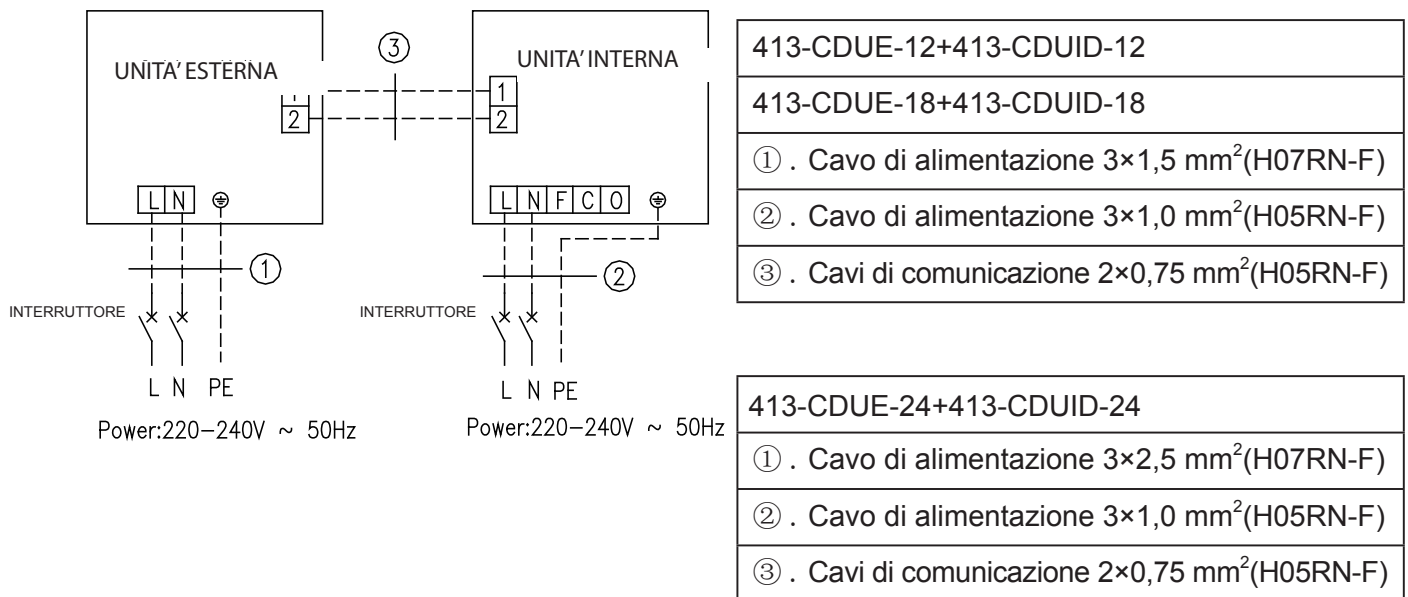 UNITA' ESTERNA
③
UNITA' INTERNA
2
1
2
L N
L N F C O
①
②
INTERRUTTORE
INTERRUTTORE
L N PE
L N PE
Power:220-240V ~ 50Hz
Power:220-240V ~ 50Hz
413-CDUE-12+413-CDUID-12
413-CDUE-18+413-CDUID-18
① . Cavo di alimentazione 3×1,5 mm²(H07RN-F)
② . Cavo di alimentazione 3×1,0 mm²(H05RN-F)
③ . Cavi di comunicazione 2×0,75 mm²(H05RN-F)
413-CDUE-24+413-CDUID-24
① . Cavo di alimentazione 3×2,5 mm²(H07RN-F)
② . Cavo di alimentazione 3×1,0 mm²(H05RN-F)
③ . Cavi di comunicazione 2×0,75 mm²(H05RN-F)